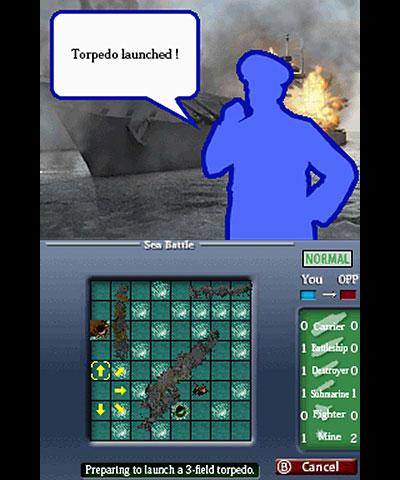 Torpedo launched !
Sea Battle
NORMAL
You OPP
0 Carrier 0
1 Battleship 0
1 Destroyer 0
1 Submarine 1
0 Fighter 0
1 Mine 2
Preparing to launch a 3-field torpedo.
B Cancel